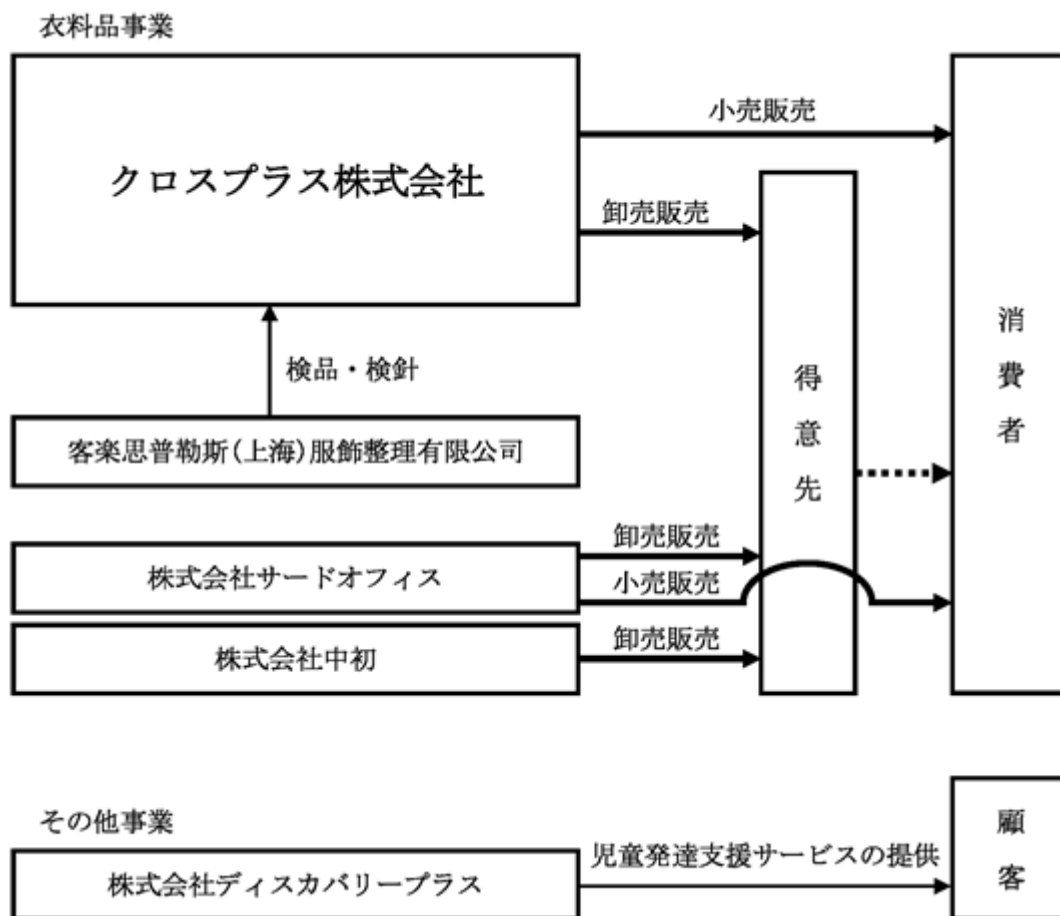 衣料品事業
クロスプラス株式会社
小売販売
卸売販売
検品・検針
客楽思普勒斯(上海)服飾整理有限公司
得意先
消費者
株式会社サードオフィス
卸売販売
小売販売
株式会社中初
卸売販売
その他事業
株式会社ディスカバリープラス
児童発達支援サービスの提供
顧客